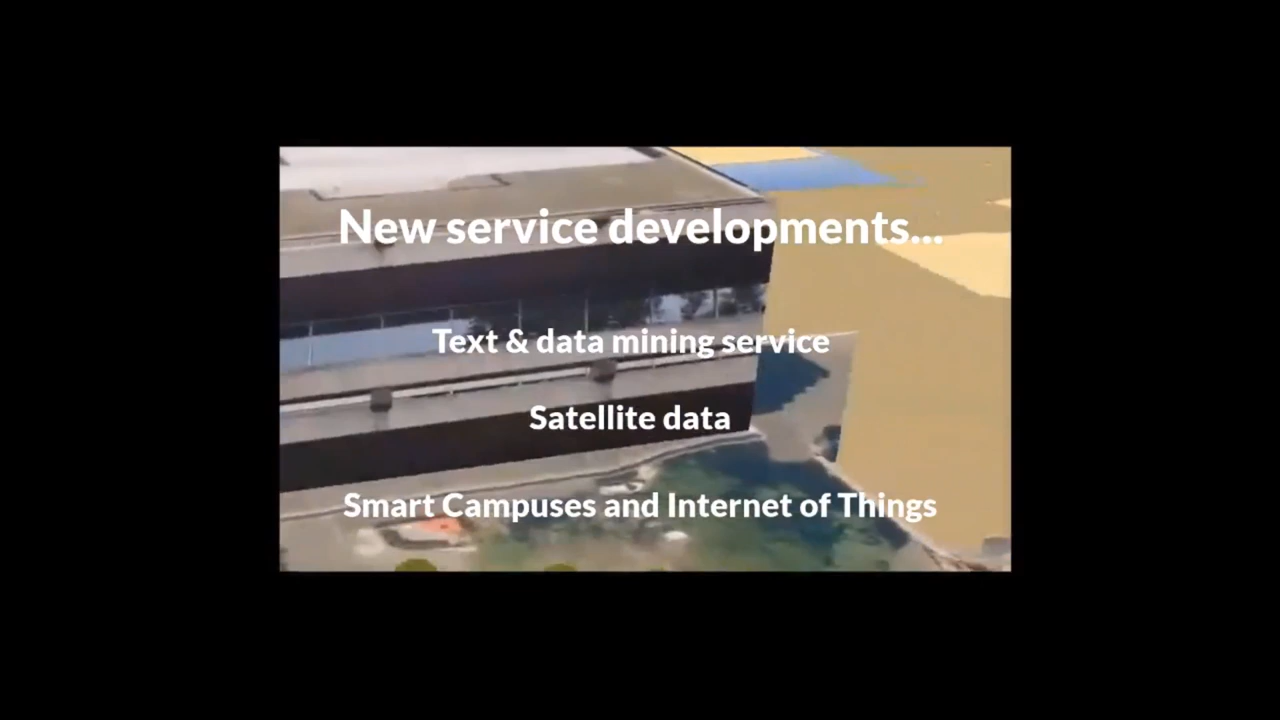 New service developments...
Text & data mining service
Satellite data
Smart Campuses and Internet of Things